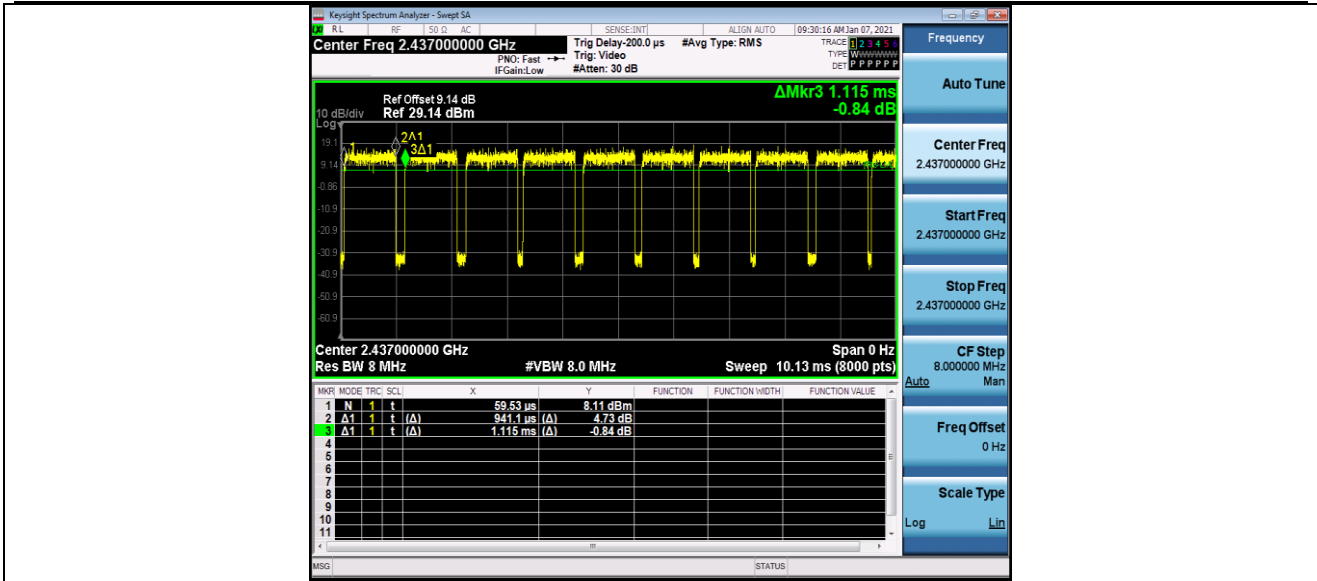 Keysight Spectrum Analyzer - Swept SA
RL RF 50 Ω AC SENSE:INT ALIGN AUTO 09:30:16 AM Jan 07, 2021
Center Freq 2.437000000 GHz
PNO: Fast
IFGain:Low
Trig Delay-200.0 µs
Trig: Video
#Atten: 30 dB
#Avg Type: RMS
TRACE 1 2 3 4 5 6
TYPE WWWWWW
DET P P P P P P
Frequency
Auto Tune
Center Freq
2.437000000 GHz
Start Freq
2.437000000 GHz
Stop Freq
2.437000000 GHz
CF Step
8.000000 MHz
Auto Man
Freq Offset
0 Hz
Scale Type
Log Lin
ΔMkr3 1.115 ms
-0.84 dB
Ref Offset 9.14 dB
10 dB/div Ref 29.14 dBm
Log
19.1
9.14
-0.86
-10.9
-20.9
-30.9
-40.9
-50.9
-60.9
1
2Δ1
3Δ1
Center 2.437000000 GHz Span 0 Hz
Res BW 8 MHz #VBW 8.0 MHz Sweep 10.13 ms (8000 pts)
MKR MODE TRC SCL X Y FUNCTION FUNCTION WIDTH FUNCTION VALUE
1 N 1 t 59.53 µs 8.11 dBm
2 Δ1 1 t (Δ) 941.1 µs (Δ) 4.73 dB
3 Δ1 1 t (Δ) 1.115 ms (Δ) -0.84 dB
4
5
6
7
8
9
10
11
MSG STATUS